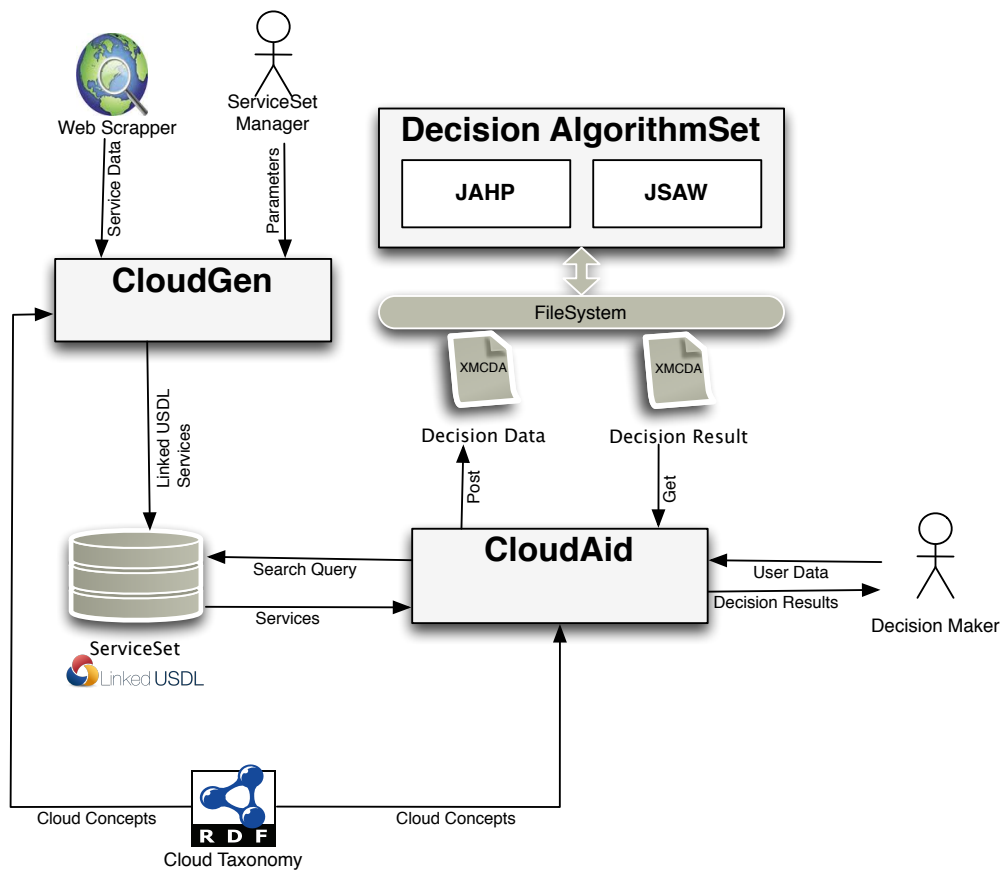 Web Scrapper
ServiceSet
Manager
Service Data
Parameters
Decision AlgorithmSet
JAHP
JSAW
CloudGen
FileSystem
XMCDA
XMCDA
Decision Data
Decision Result
Linked USDL
Services
Post
Get
CloudAid
Search Query
Services
User Data
Decision Results
Decision Maker
ServiceSet
Linked USDL
Cloud Concepts
RDF
Cloud Concepts
Cloud Taxonomy